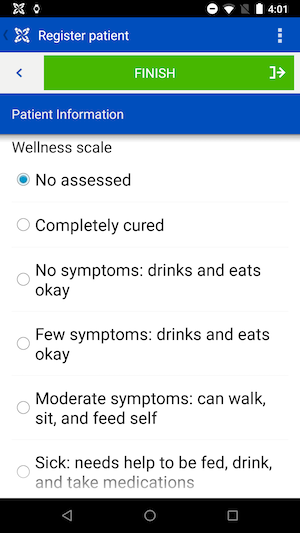 4:01
Register patient
FINISH
Patient Information
Wellness scale
No assessed
Completely cured
No symptoms: drinks and eats
okay
Few symptoms: drinks and eats
okay
Moderate symptoms: can walk,
sit, and feed self
Sick: needs help to be fed, drink,
and take medications